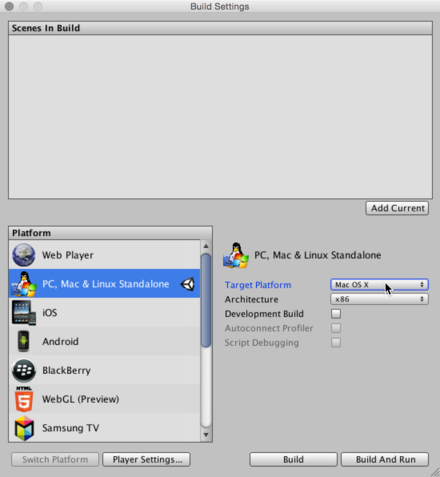 Build Settings
Scenes In Build
Add Current
Platform
Web Player
PC, Mac & Linux Standalone
iOS
Android
BlackBerry
HTML
5
WebGL (Preview)
Samsung TV
PC, Mac & Linux Standalone
Target Platform
Mac OS X
Architecture
x86
Development Build
Autoconnect Profiler
Script Debugging
Switch Platform
Player Settings...
Build
Build And Run